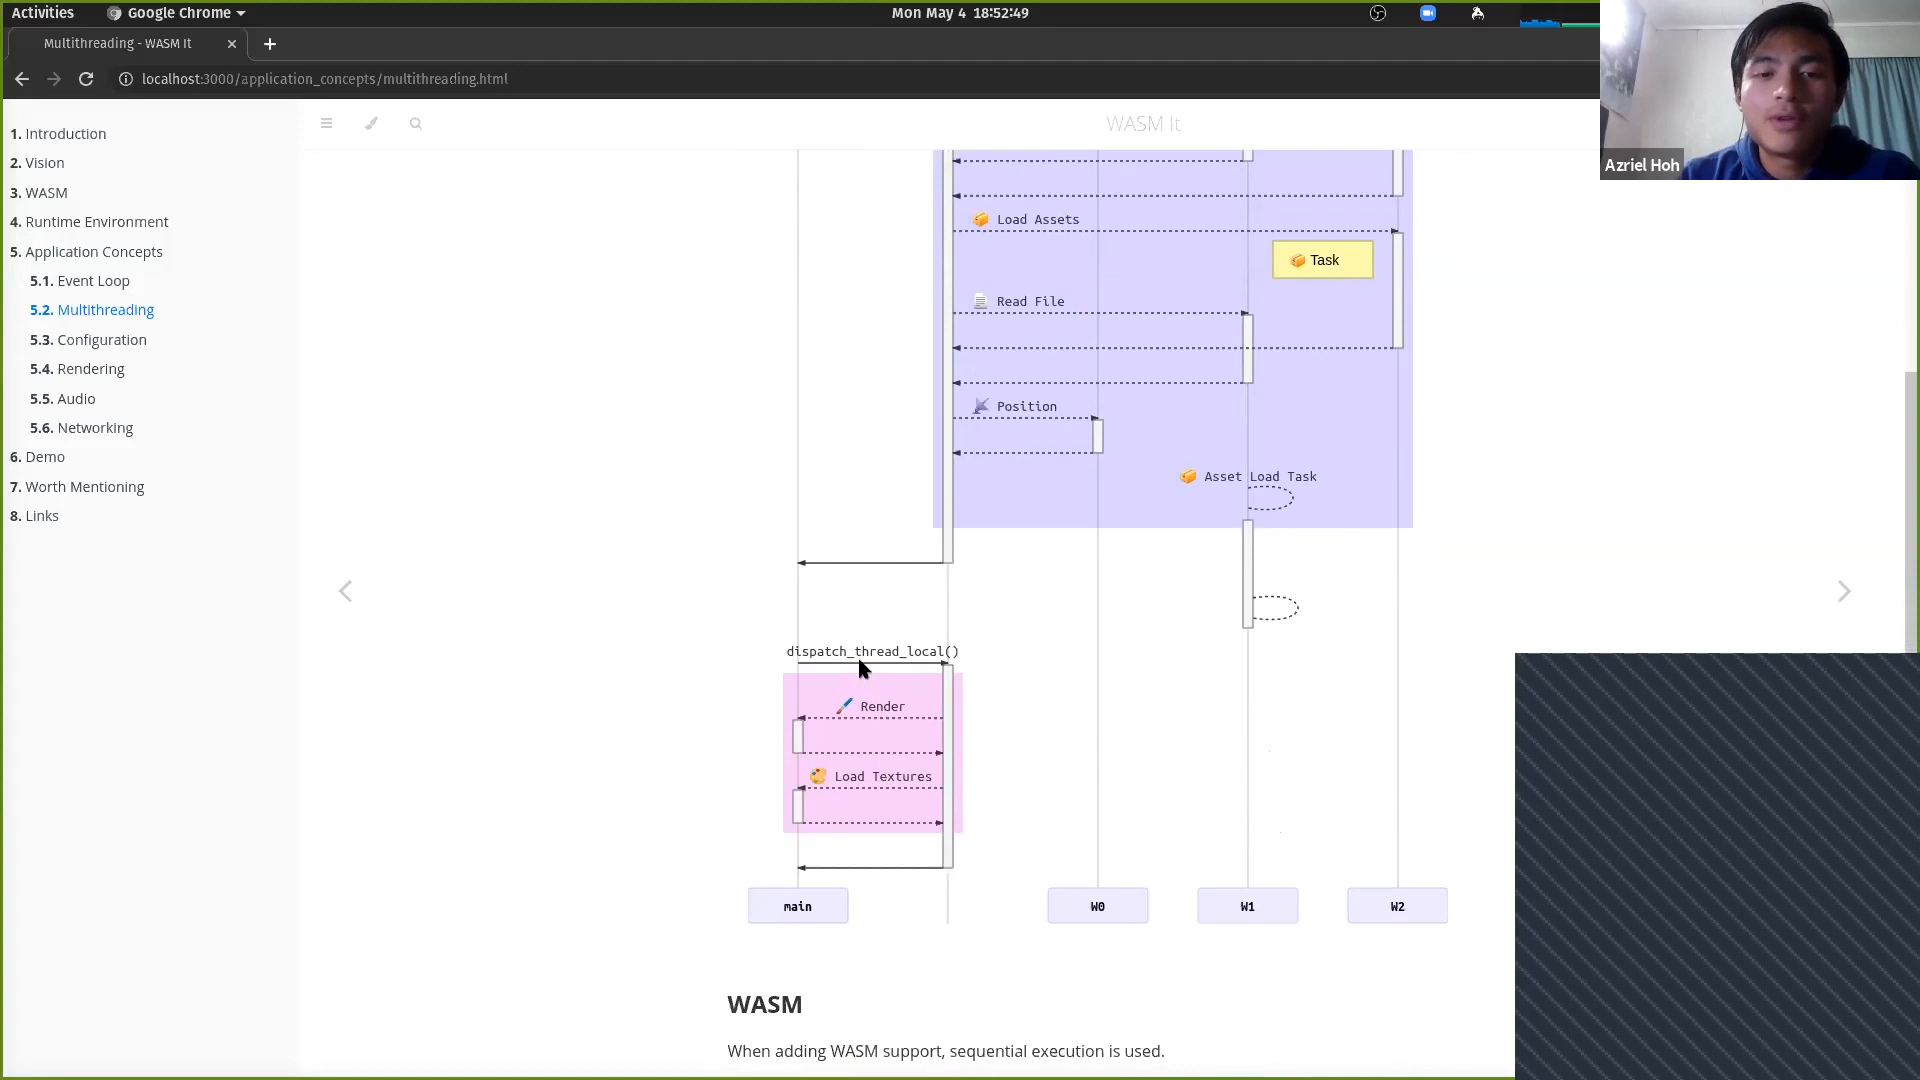 Activities
Google Chrome
Mon May 4 18:52:49
Multithreading - WASM It
localhost:3000/application_concepts/multithreading.html
Azriel Hoh
WASM It
1. Introduction
2. Vision
3. WASM
4. Runtime Environment
5. Application Concepts
5.1. Event Loop
5.2. Multithreading
5.3. Configuration
5.4. Rendering
5.5. Audio
5.6. Networking
6. Demo
7. Worth Mentioning
8. Links
Load Assets
Task
Read File
Position
Asset Load Task
dispatch_thread_local()
Render
Load Textures
main
W0
W1
W2
WASM
When adding WASM support, sequential execution is used.